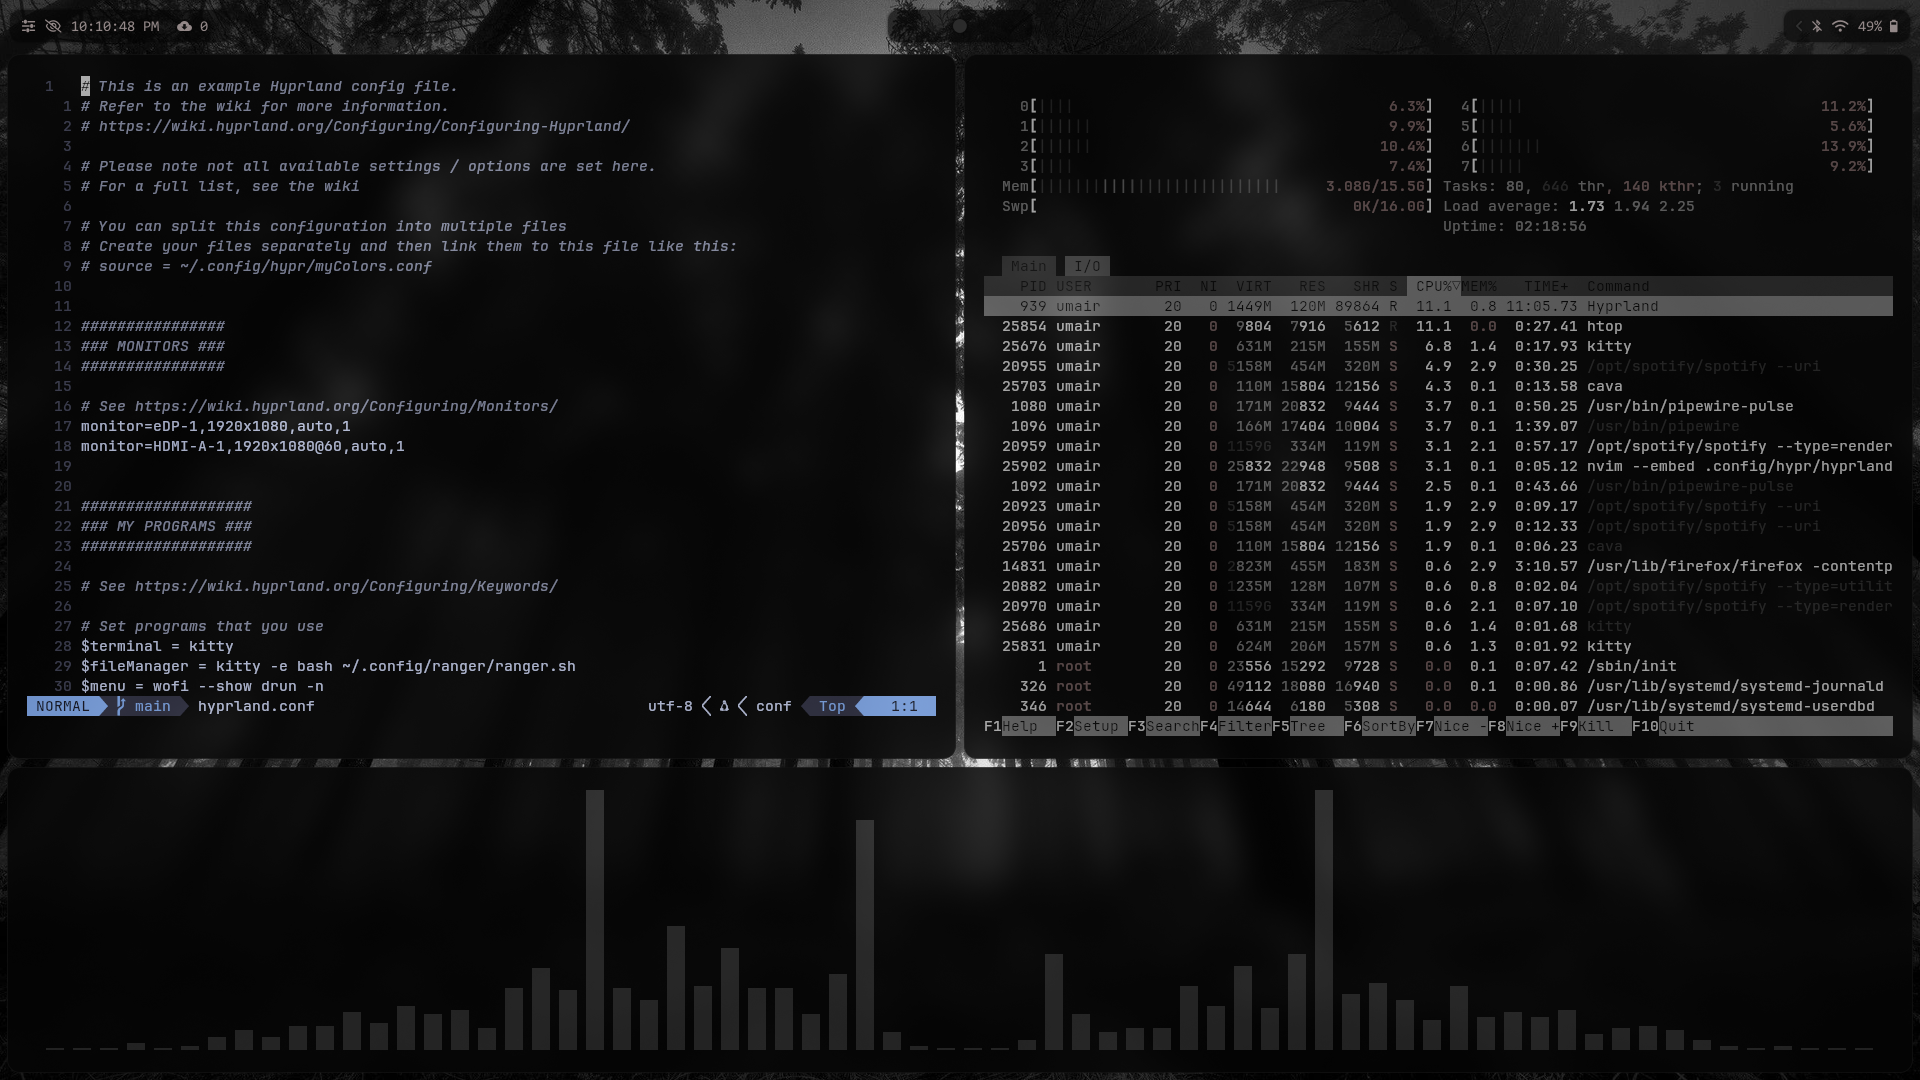 10:10:48 PM 0
49%
1 # This is an example Hyprland config file.
1 # Refer to the wiki for more information.
2 # https://wiki.hyprland.org/Configuring/Configuring-Hyprland/
3
4 # Please note not all available settings / options are set here.
5 # For a full list, see the wiki
6
7 # You can split this configuration into multiple files
8 # Create your files separately and then link them to this file like this:
9 # source = ~/.config/hypr/myColors.conf
10
11
12 ################
13 ### MONITORS ###
14 ################
15
16 # See https://wiki.hyprland.org/Configuring/Monitors/
17 monitor=eDP-1,1920x1080,auto,1
18 monitor=HDMI-A-1,1920x1080@60,auto,1
19
20
21 ###################
22 ### MY PROGRAMS ###
23 ###################
24
25 # See https://wiki.hyprland.org/Configuring/Keywords/
26
27 # Set programs that you use
28 $terminal = kitty
29 $fileManager = kitty -e bash ~/.config/ranger/ranger.sh
30 $menu = wofi --show drun -n
NORMAL main hyprland.conf utf-8 conf Top 1:1
0[|||| 6.3%] 4[||||| 11.2%]
1[|||||| 9.9%] 5[|||| 5.6%]
2[|||||| 10.4%] 6[||||||| 13.9%]
3[|||| 7.4%] 7[||||| 9.2%]
Mem[||||||||||||||||||||||||||| 3.08G/15.5G] Tasks: 80, 646 thr, 140 kthr; 3 running
Swp[ 0K/16.0G] Load average: 1.73 1.94 2.25
Uptime: 02:18:56
Main I/O
PID USER PRI NI VIRT RES SHR S CPU%▽MEM% TIME+ Command
939 umair 20 0 1449M 120M 89864 R 11.1 0.8 11:05.73 Hyprland
25854 umair 20 0 9804 7916 5612 R 11.1 0.0 0:27.41 htop
25676 umair 20 0 631M 215M 155M S 6.8 1.4 0:17.93 kitty
20955 umair 20 0 5158M 454M 320M S 4.9 2.9 0:30.25 /opt/spotify/spotify --uri
25703 umair 20 0 110M 15804 12156 S 4.3 0.1 0:13.58 cava
1080 umair 20 0 171M 20832 9444 S 3.7 0.1 0:50.25 /usr/bin/pipewire-pulse
1096 umair 20 0 166M 17404 10004 S 3.7 0.1 1:39.07 /usr/bin/pipewire
20959 umair 20 0 1159G 334M 119M S 3.1 2.1 0:57.17 /opt/spotify/spotify --type=render
25902 umair 20 0 25832 22948 9508 S 3.1 0.1 0:05.12 nvim --embed .config/hypr/hyprland
1092 umair 20 0 171M 20832 9444 S 2.5 0.1 0:43.66 /usr/bin/pipewire-pulse
20923 umair 20 0 5158M 454M 320M S 1.9 2.9 0:09.17 /opt/spotify/spotify --uri
20956 umair 20 0 5158M 454M 320M S 1.9 2.9 0:12.33 /opt/spotify/spotify --uri
25706 umair 20 0 110M 15804 12156 S 1.9 0.1 0:06.23 cava
14831 umair 20 0 2823M 455M 183M S 0.6 2.9 3:10.57 /usr/lib/firefox/firefox -contentp
20882 umair 20 0 1235M 128M 107M S 0.6 0.8 0:02.04 /opt/spotify/spotify --type=utilit
20970 umair 20 0 1159G 334M 119M S 0.6 2.1 0:07.10 /opt/spotify/spotify --type=render
25686 umair 20 0 631M 215M 155M S 0.6 1.4 0:01.68 kitty
25831 umair 20 0 624M 206M 157M S 0.6 1.3 0:01.92 kitty
1 root 20 0 23556 15292 9728 S 0.0 0.1 0:07.42 /sbin/init
326 root 20 0 49112 18080 16940 S 0.0 0.1 0:00.86 /usr/lib/systemd/systemd-journald
346 root 20 0 14644 6180 5308 S 0.0 0.0 0:00.07 /usr/lib/systemd/systemd-userdbd
F1Help F2Setup F3SearchF4FilterF5Tree F6SortByF7Nice -F8Nice +F9Kill F10Quit